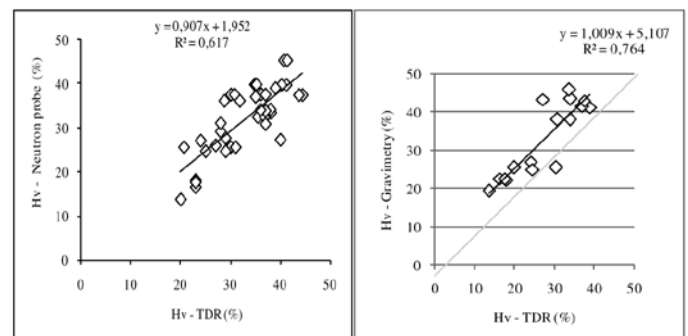 y = 0,907x + 1,952
R² = 0,617
50
40
30
20
10
0
0 10 20 30 40 50
Hv - Neutron probe (%)
Hv - TDR (%)
y = 1,009x + 5,107
R² = 0,764
50
40
30
20
10
0
0 10 20 30 40 50
Hv - Gravimetry (%)
Hv - TDR (%)